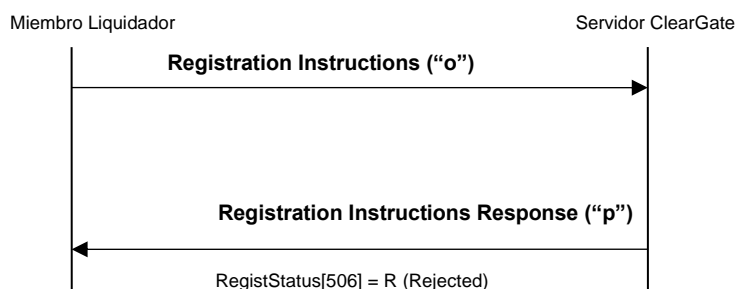 Miembro Liquidador
Servidor ClearGate
Registration Instructions (“o”)
Registration Instructions Response (“p”)
RegistStatus[506] = R (Rejected)